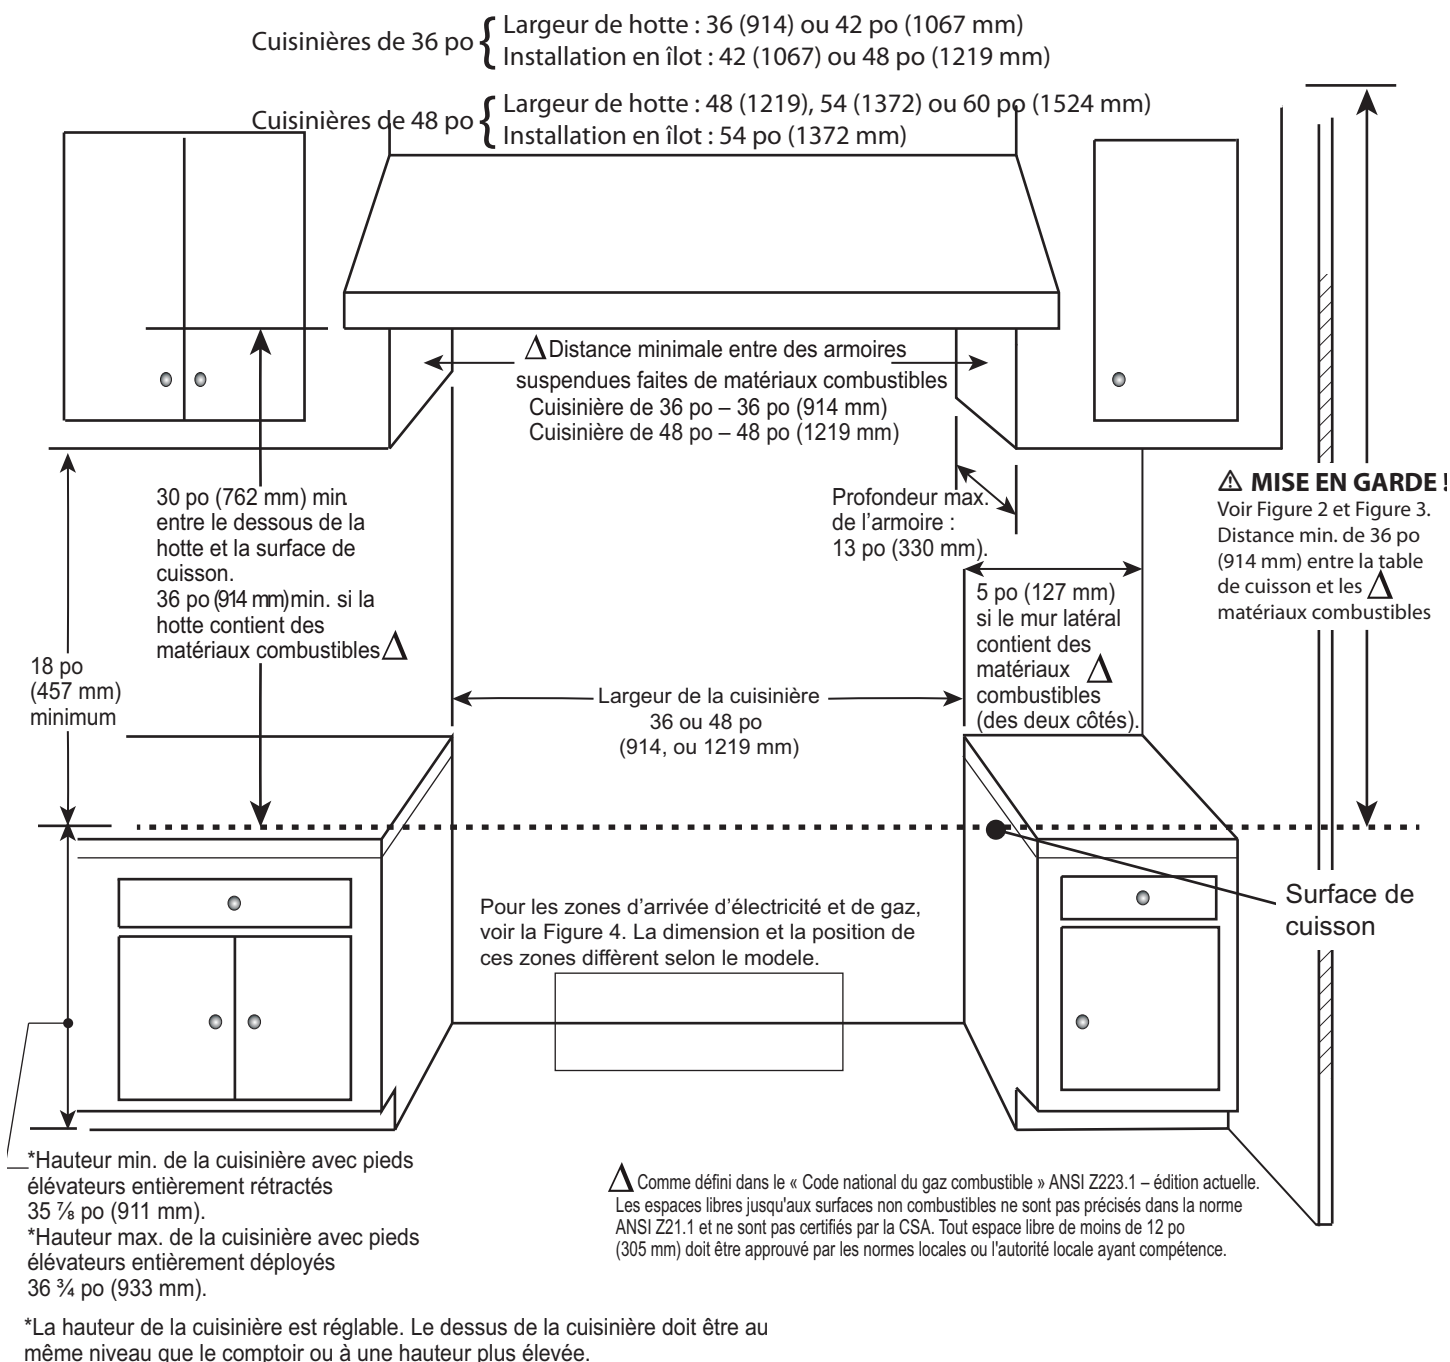 Cuisinières de 36 po { Largeur de hotte : 36 (914) ou 42 po (1067 mm)
Installation en îlot : 42 (1067) ou 48 po (1219 mm)
Cuisinières de 48 po { Largeur de hotte : 48 (1219), 54 (1372) ou 60 po (1524 mm)
Installation en îlot : 54 po (1372 mm)
Δ Distance minimale entre des armoires
suspendues faites de matériaux combustibles
Cuisinière de 36 po – 36 po (914 mm)
Cuisinière de 48 po – 48 po (1219 mm)
30 po (762 mm) min.
entre le dessous de la
hotte et la surface de
cuisson.
36 po (914 mm) min. si la
hotte contient des
matériaux combustibles Δ
Profondeur max.
de l’armoire :
13 po (330 mm).
⚠ MISE EN GARDE !
Voir Figure 2 et Figure 3.
Distance min. de 36 po
(914 mm) entre la table
de cuisson et les Δ
matériaux combustibles
5 po (127 mm)
si le mur latéral
contient des
matériaux Δ
combustibles
(des deux côtés).
18 po
(457 mm)
minimum
Largeur de la cuisinière
36 ou 48 po
(914, ou 1219 mm)
Surface de
cuisson
Pour les zones d’arrivée d’électricité et de gaz,
voir la Figure 4. La dimension et la position de
ces zones diffèrent selon le modele.
*Hauteur min. de la cuisinière avec pieds
élévateurs entièrement rétractés
35 ⅞ po (911 mm).
*Hauteur max. de la cuisinière avec pieds
élévateurs entièrement déployés
36 ¾ po (933 mm).
Δ Comme défini dans le « Code national du gaz combustible » ANSI Z223.1 – édition actuelle.
Les espaces libres jusqu'aux surfaces non combustibles ne sont pas précisés dans la norme
ANSI Z21.1 et ne sont pas certifiés par la CSA. Tout espace libre de moins de 12 po
(305 mm) doit être approuvé par les normes locales ou l'autorité locale ayant compétence.
*La hauteur de la cuisinière est réglable. Le dessus de la cuisinière doit être au
même niveau que le comptoir ou à une hauteur plus élevée.